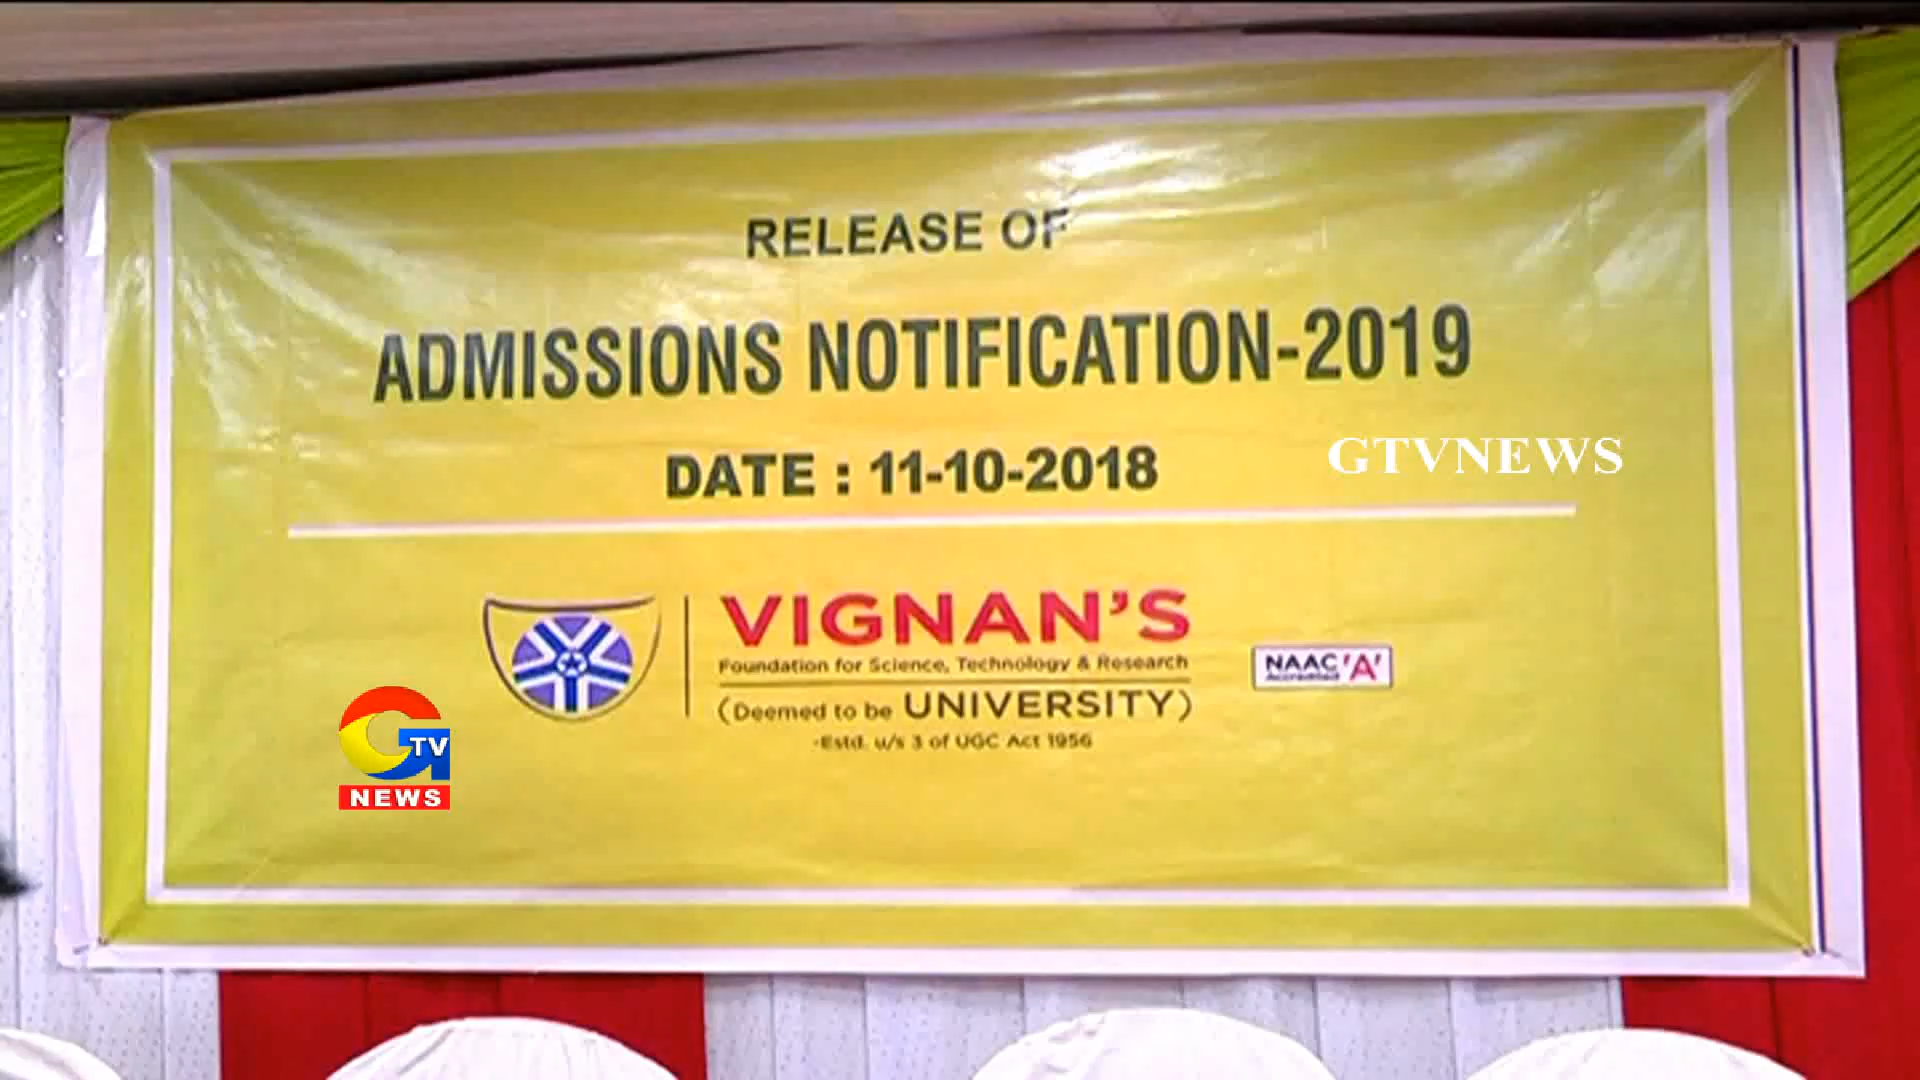 RELEASE OF
ADMISSIONS NOTIFICATION-2019
DATE : 11-10-2018
GTVNEWS
VIGNAN'S
Foundation for Science, Technology & Research
(Deemed to be UNIVERSITY)
-Estd. u/s 3 of UGC Act 1956
NAAC 'A'
Accredited
G TV
NEWS